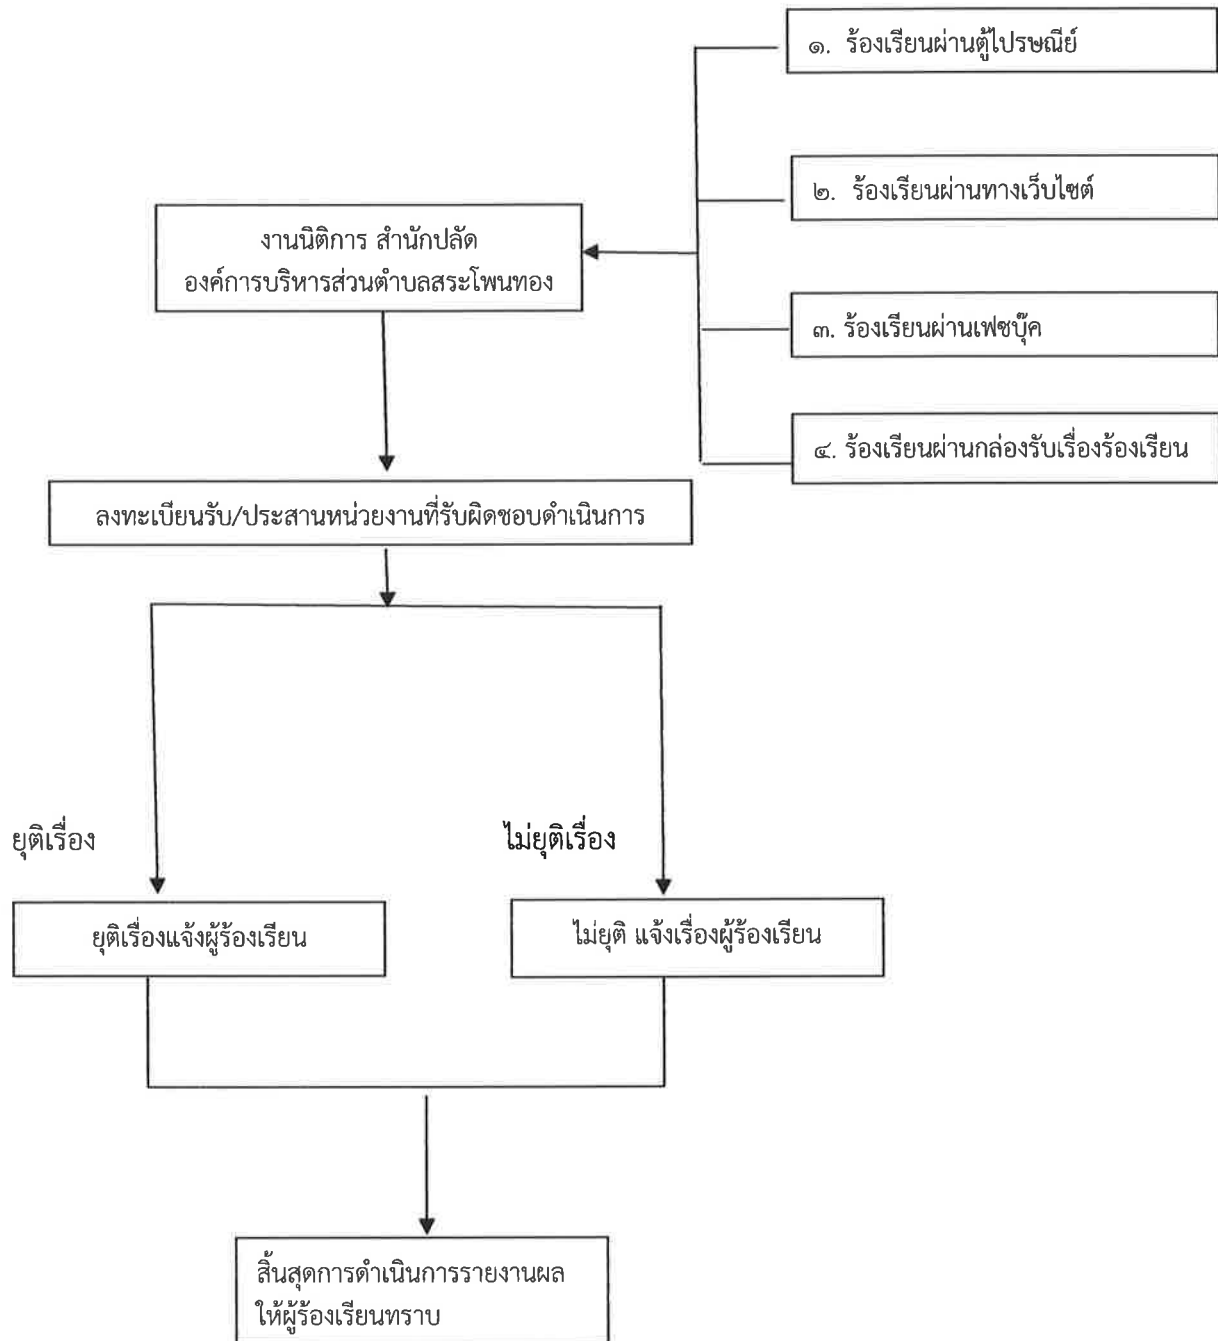 ๑. ร้องเรียนผ่านตู้ไปรษณีย์
๒. ร้องเรียนผ่านทางเว็บไซต์
งานนิติการ สำนักปลัด
องค์การบริหารส่วนตำบลสระโพนทอง
๓. ร้องเรียนผ่านเฟซบุ๊ค
๔. ร้องเรียนผ่านกล่องรับเรื่องร้องเรียน
ลงทะเบียนรับ/ประสานหน่วยงานที่รับผิดชอบดำเนินการ
ยุติเรื่อง
ไม่ยุติเรื่อง
ยุติเรื่องแจ้งผู้ร้องเรียน
ไม่ยุติ แจ้งเรื่องผู้ร้องเรียน
สิ้นสุดการดำเนินการรายงานผล
ให้ผู้ร้องเรียนทราบ